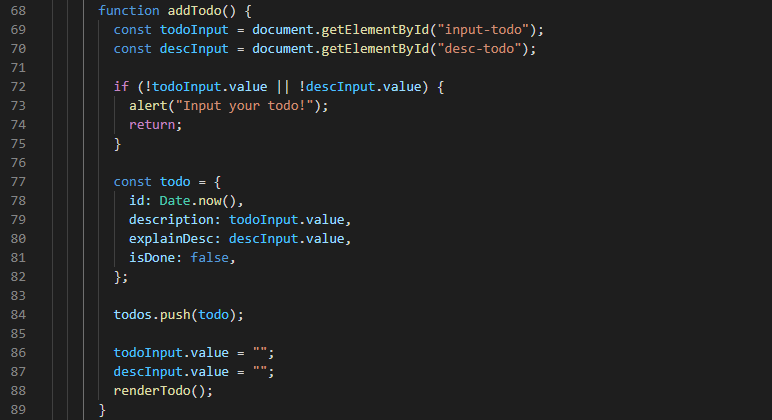 68 function addTodo() {
69 const todoInput = document.getElementById("input-todo");
70 const descInput = document.getElementById("desc-todo");
71
72 if (!todoInput.value || !descInput.value) {
73 alert("Input your todo!");
74 return;
75 }
76
77 const todo = {
78 id: Date.now(),
79 description: todoInput.value,
80 explainDesc: descInput.value,
81 isDone: false,
82 };
83
84 todos.push(todo);
85
86 todoInput.value = "";
87 descInput.value = "";
88 renderTodo();
89 }